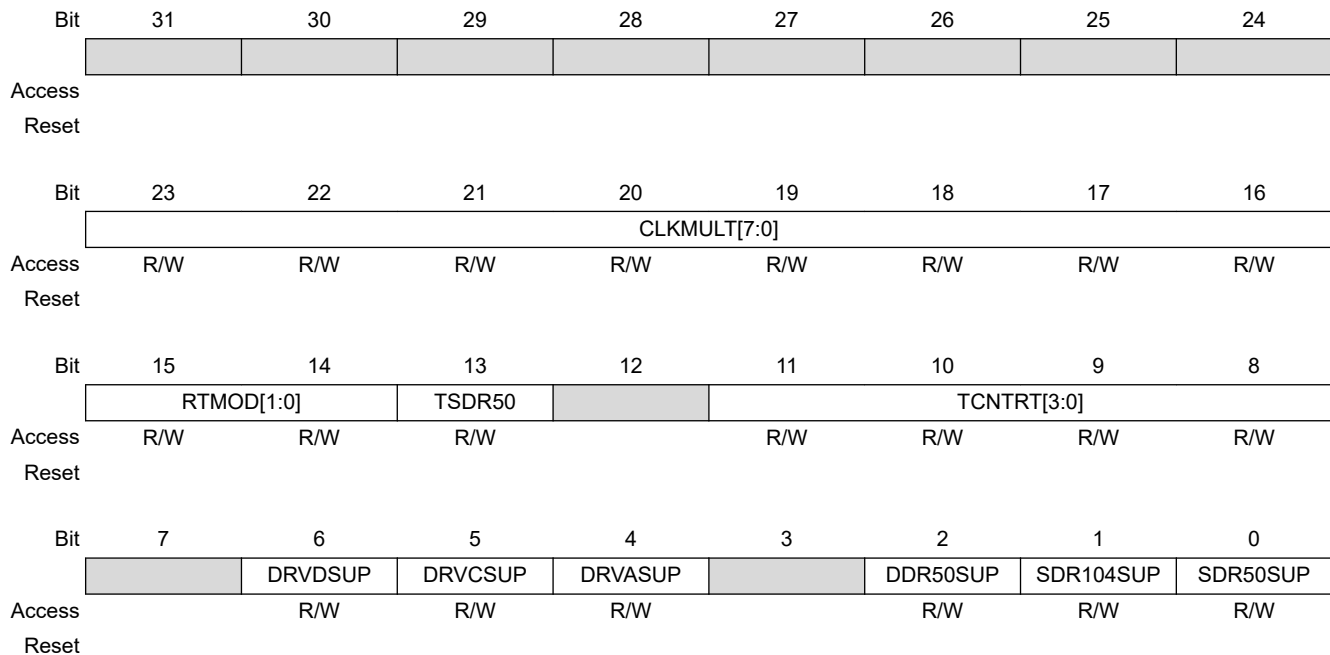 Bit 31 30 29 28 27 26 25 24
Access
Reset
Bit 23 22 21 20 19 18 17 16
CLKMULT[7:0]
Access R/W R/W R/W R/W R/W R/W R/W R/W
Reset
Bit 15 14 13 12 11 10 9 8
RTMOD[1:0] TSDR50 TCNTRT[3:0]
Access R/W R/W R/W R/W R/W R/W R/W
Reset
Bit 7 6 5 4 3 2 1 0
DRVDSUP DRVCSUP DRVASUP DDR50SUP SDR104SUP SDR50SUP
Access R/W R/W R/W R/W R/W R/W
Reset